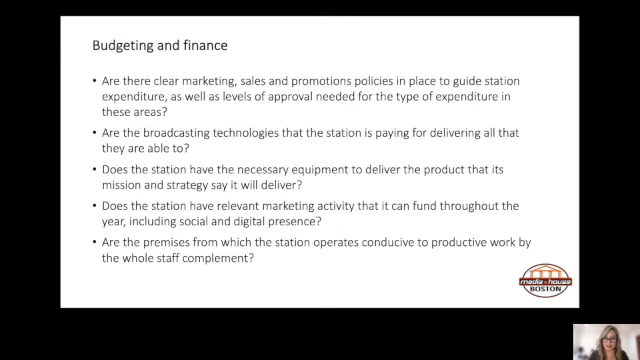 Budgeting and finance
• Are there clear marketing, sales and promotions policies in place to guide station
expenditure, as well as levels of approval needed for the type of expenditure in
these areas?
• Are the broadcasting technologies that the station is paying for delivering all that
they are able to?
• Does the station have the necessary equipment to deliver the product that its
mission and strategy say it will deliver?
• Does the station have relevant marketing activity that it can fund throughout the
year, including social and digital presence?
• Are the premises from which the station operates conducive to productive work by
the whole staff complement?
media house
BOSTON